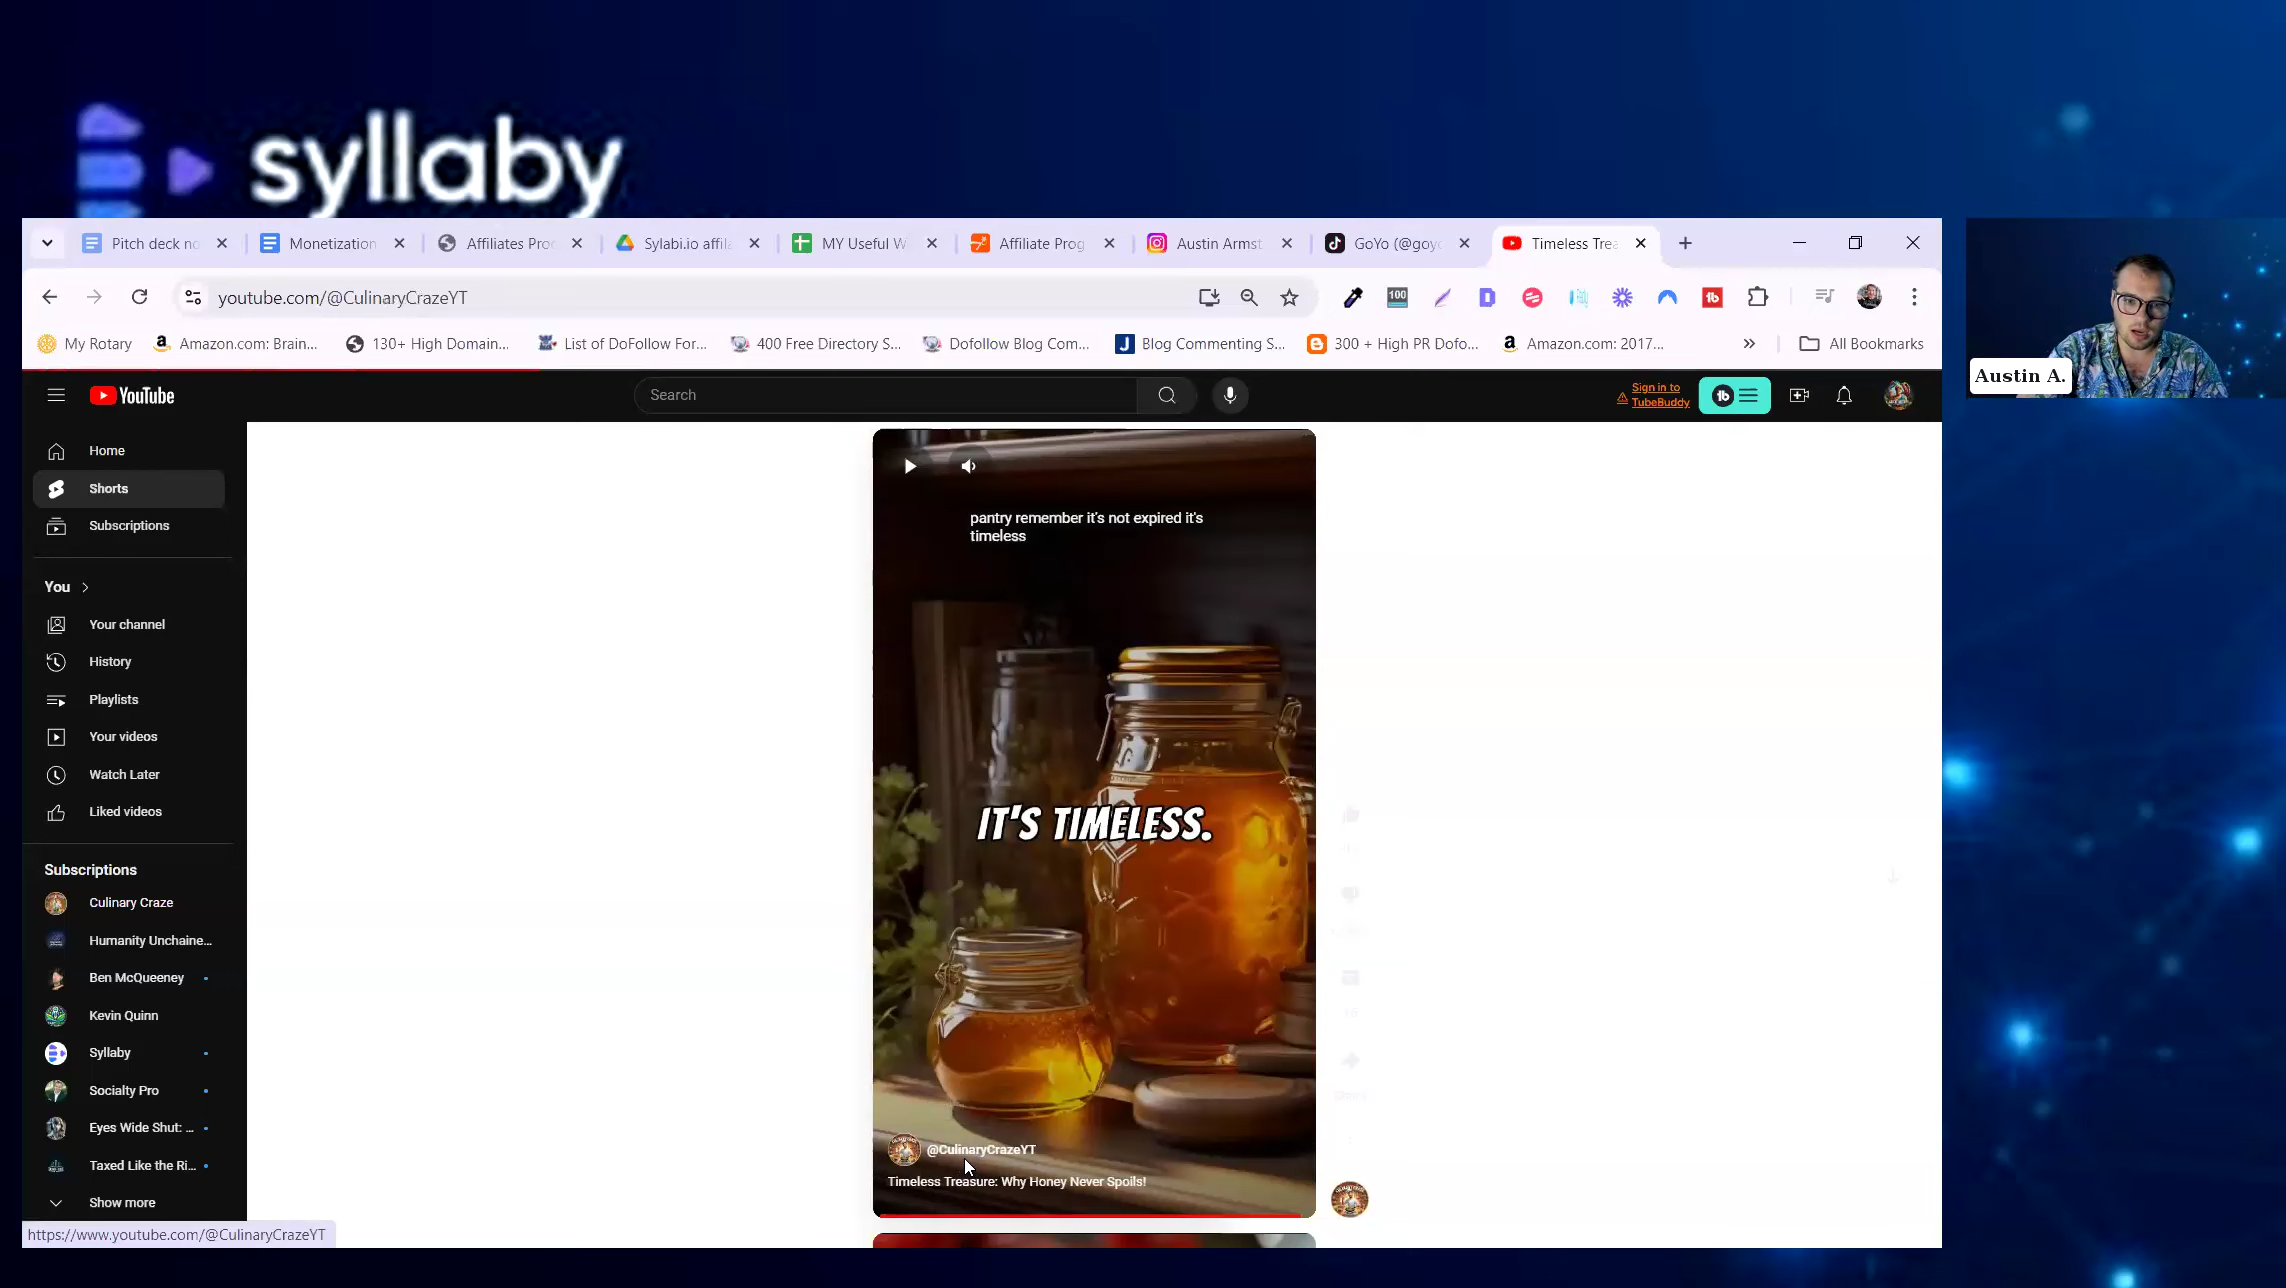 syllaby
Pitch deck no
Monetization
Affiliates Proc
Sylabi.io affila
MY Useful W
Affiliate Prog
Austin Armst
GoYo (@goyo
Timeless Trea
youtube.com/@CulinaryCrazeYT
100
My Rotary
Amazon.com: Brain...
130+ High Domain...
List of DoFollow For...
400 Free Directory S...
Dofollow Blog Com...
Blog Commenting S...
300 + High PR Dofo...
Amazon.com: 2017...
All Bookmarks
Austin A.
YouTube
Search
Sign in to
TubeBuddy
Home
Shorts
Subscriptions
You
Your channel
History
Playlists
Your videos
Watch Later
Liked videos
Subscriptions
Culinary Craze
Humanity Unchaine...
Ben McQueeney
Kevin Quinn
Syllaby
Socialty Pro
Eyes Wide Shut: ...
Taxed Like the Ri...
Show more
pantry remember it's not expired it's
timeless
IT'S TIMELESS.
@CulinaryCrazeYT
Timeless Treasure: Why Honey Never Spoils!
https://www.youtube.com/@CulinaryCrazeYT